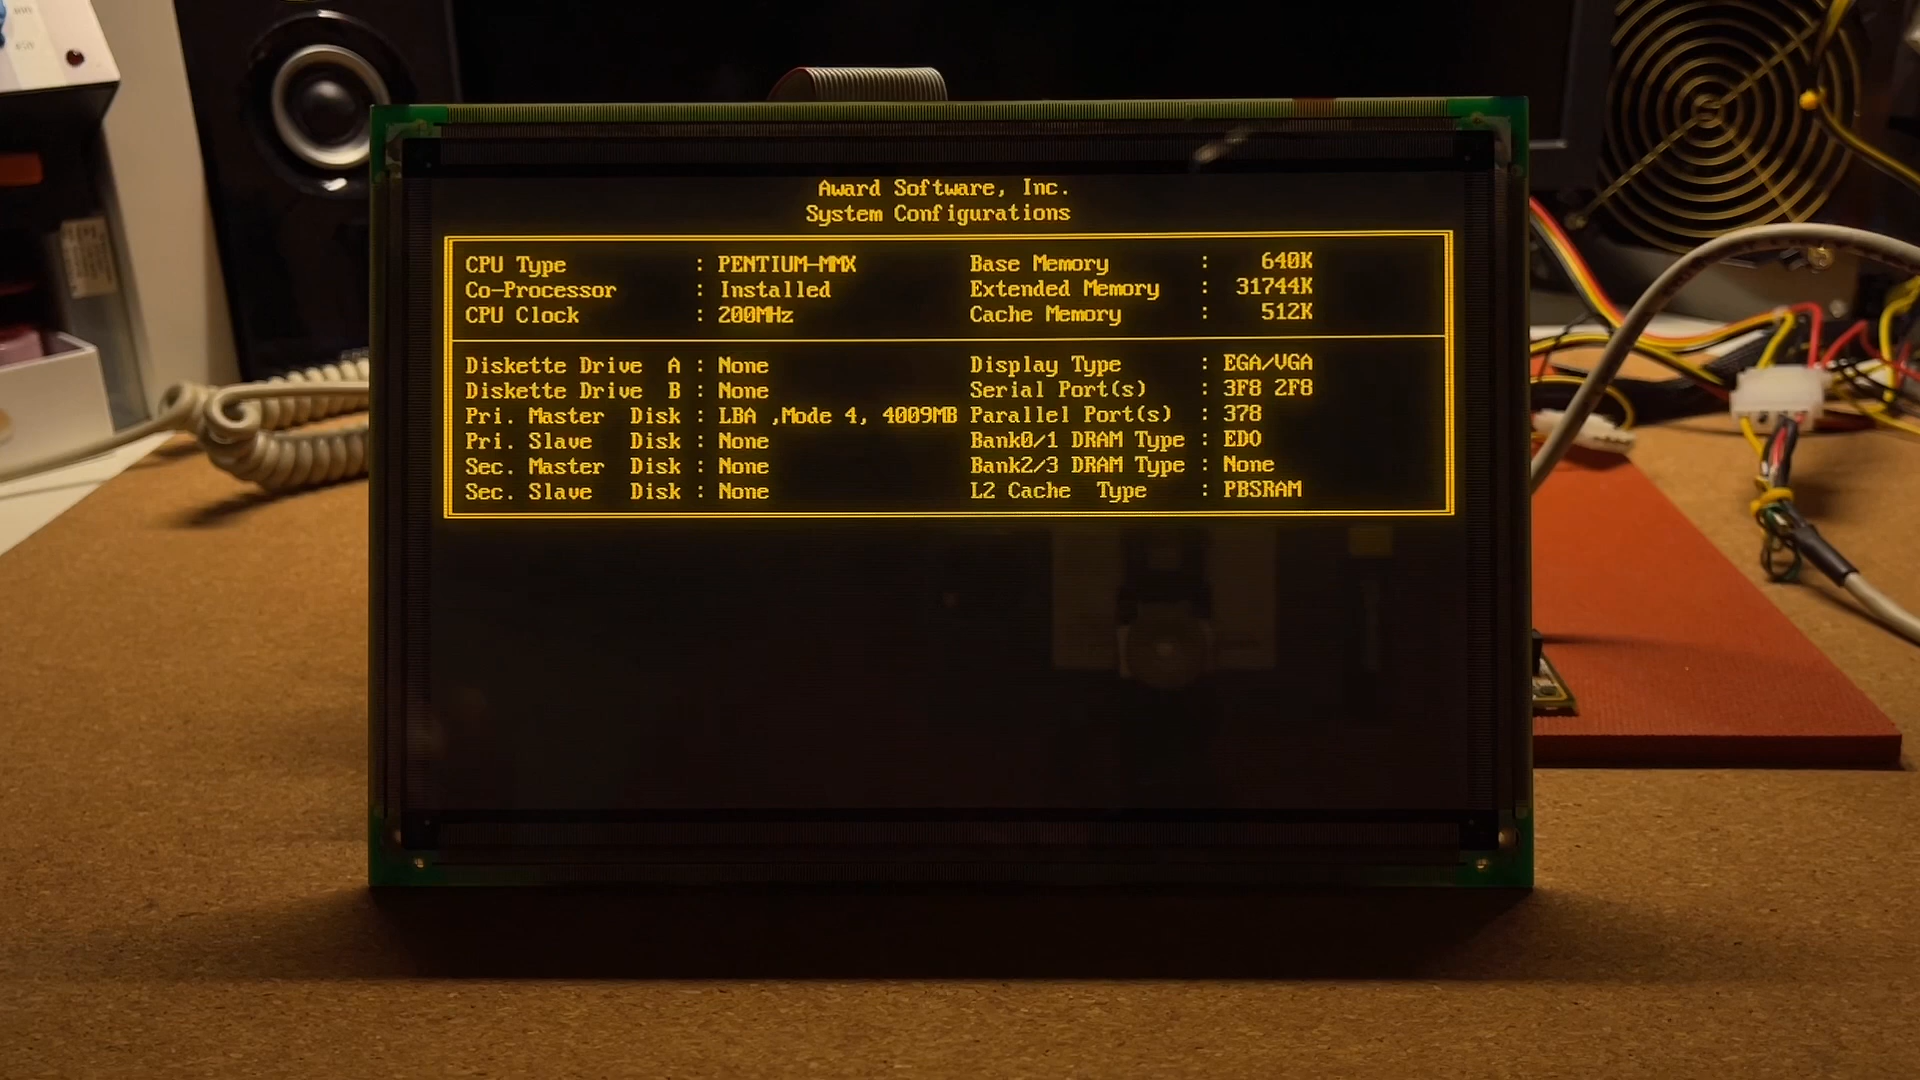 Award Software, Inc.
System Configurations
CPU Type : PENTIUM-MMX Base Memory : 640K
Co-Processor : Installed Extended Memory : 31744K
CPU Clock : 200MHz Cache Memory : 512K
Diskette Drive A : None Display Type : EGA/VGA
Diskette Drive B : None Serial Port(s) : 3F8 2F8
Pri. Master Disk : LBA ,Mode 4, 4009MB Parallel Port(s) : 378
Pri. Slave Disk : None Bank0/1 DRAM Type : EDO
Sec. Master Disk : None Bank2/3 DRAM Type : None
Sec. Slave Disk : None L2 Cache Type : PBSRAM